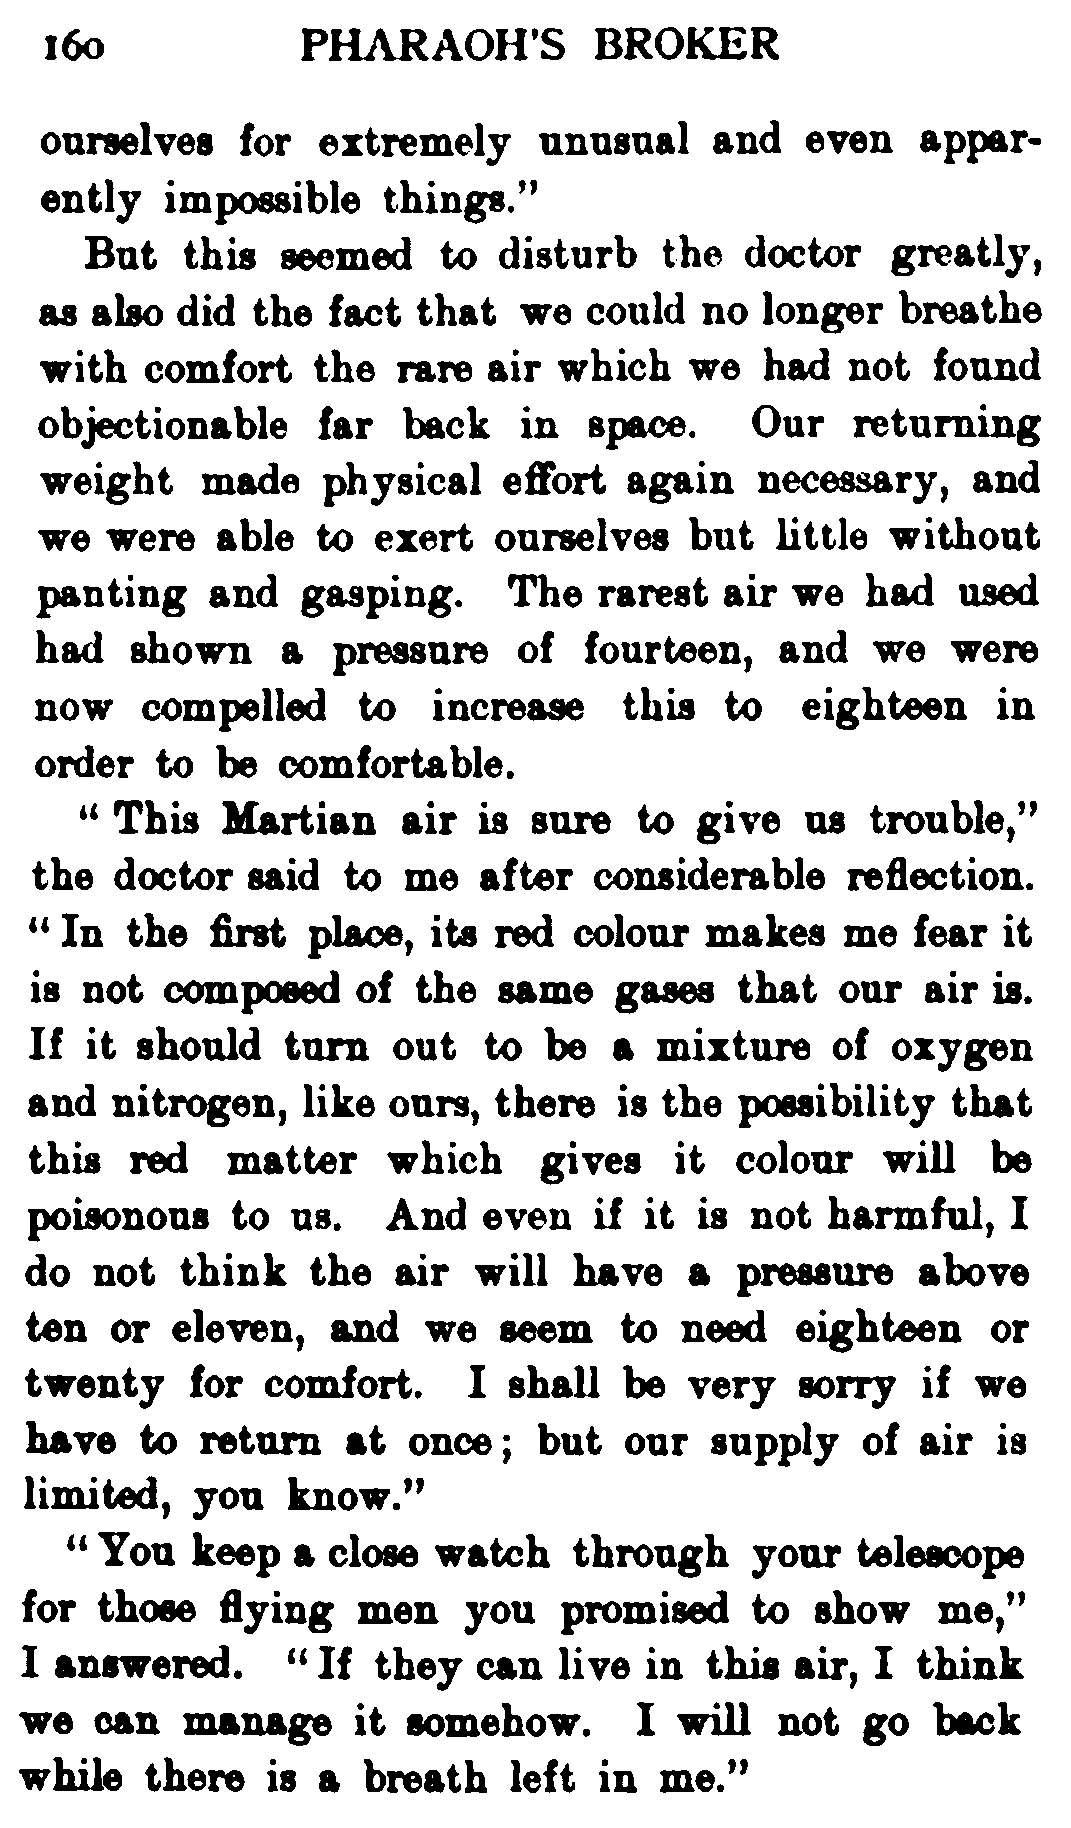 160 PHARAOH'S BROKER
ourselves for extremely unusual and even appar-
ently impossible things."
But this seemed to disturb the doctor greatly,
as also did the fact that we could no longer breathe
with comfort the rare air which we had not found
objectionable far back in space. Our returning
weight made physical effort again necessary, and
we were able to exert ourselves but little without
panting and gasping. The rarest air we had used
had shown a pressure of fourteen, and we were
now compelled to increase this to eighteen in
order to be comfortable.
"This Martian air is sure to give us trouble,"
the doctor said to me after considerable reflection.
"In the first place, its red colour makes me fear it
is not composed of the same gases that our air is.
If it should turn out to be a mixture of oxygen
and nitrogen, like ours, there is the possibility that
this red matter which gives it colour will be
poisonous to us. And even if it is not harmful, I
do not think the air will have a pressure above
ten or eleven, and we seem to need eighteen or
twenty for comfort. I shall be very sorry if we
have to return at once; but our supply of air is
limited, you know."
"You keep a close watch through your telescope
for those flying men you promised to show me,"
I answered. "If they can live in this air, I think
we can manage it somehow. I will not go back
while there is a breath left in me."